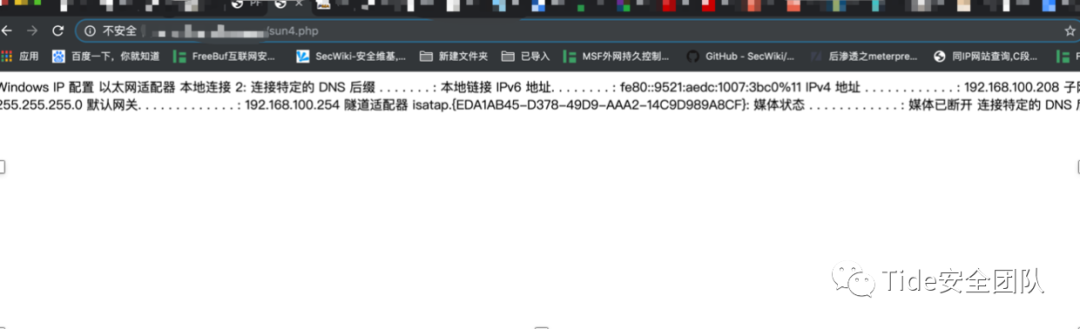 不安全 /sun4.php
应用 百度一下，你就知道 FreeBuf互联网安... SecWiki-安全维基,... 新建文件夹 已导入 MSF外网持久控制... GitHub - SecWiki/... 后渗透之meterpre... 同IP网站查询,C段...
Windows IP 配置 以太网适配器 本地连接 2: 连接特定的 DNS 后缀 . . . . . . . : 本地链接 IPv6 地址. . . . . . . . : fe80::9521:aedc:1007:3bc0%11 IPv4 地址 . . . . . . . . . . . . : 192.168.100.208
255.255.255.0 默认网关. . . . . . . . . . . . . : 192.168.100.254 隧道适配器 isatap.{EDA1AB45-D378-49D9-AAA2-14C9D989A8CF}: 媒体状态 . . . . . . . . . . . . : 媒体已断开 连接特定的 DNS
Tide安全团队